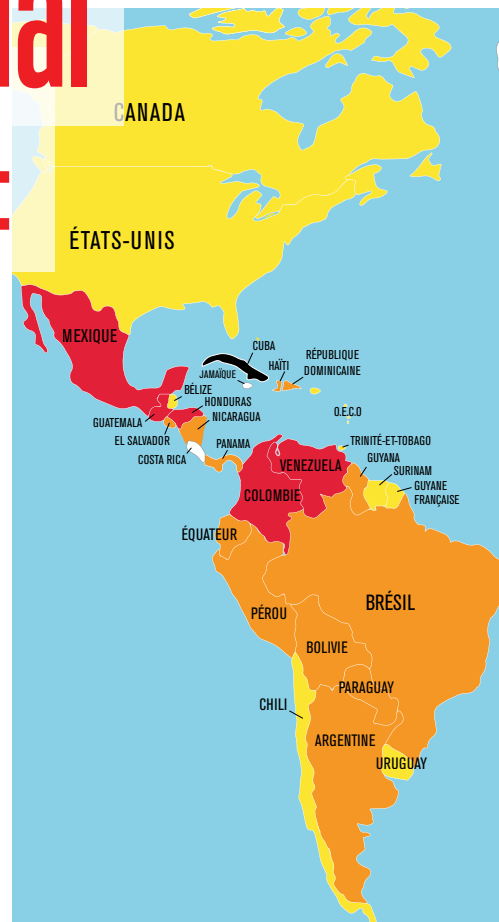 CANADA
ÉTATS-UNIS
MEXIQUE
CUBA
JAMAÏQUE
HAÏTI
RÉPUBLIQUE
DOMINICAINE
BÉLIZE
HONDURAS
NICARAGUA
GUATEMALA
EL SALVADOR
COSTA RICA
PANAMA
O.E.C.O
TRINITÉ-ET-TOBAGO
GUYANA
SURINAM
GUYANE
FRANÇAISE
VENEZUELA
COLOMBIE
ÉQUATEUR
PÉROU
BRÉSIL
BOLIVIE
PARAGUAY
CHILI
ARGENTINE
URUGUAY